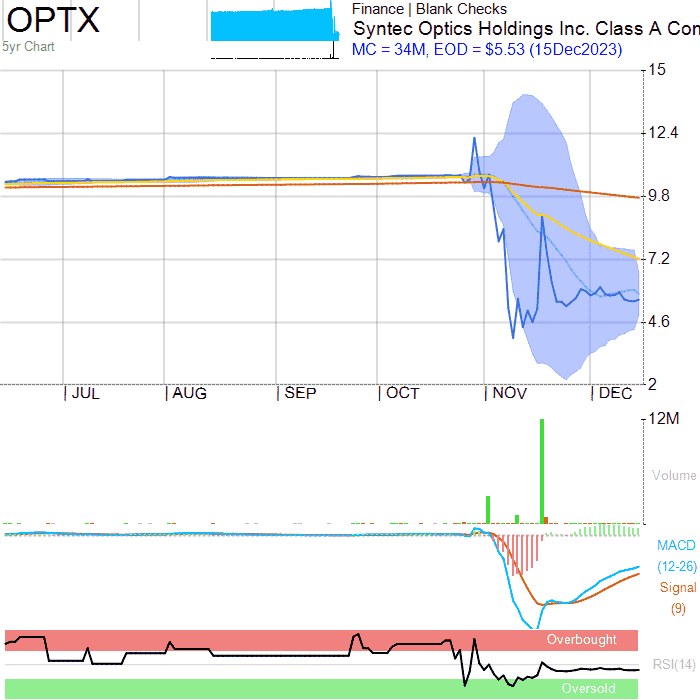 OPTX
5yr Chart
Finance | Blank Checks
Syntec Optics Holdings Inc. Class A Con
MC = 34M, EOD = $5.53 (15Dec2023)
15
12.4
9.8
7.2
4.6
2
JUL
AUG
SEP
OCT
NOV
DEC
12M
Volume
MACD
(12-26)
Signal
(9)
Overbought
RSI(14)
Oversold